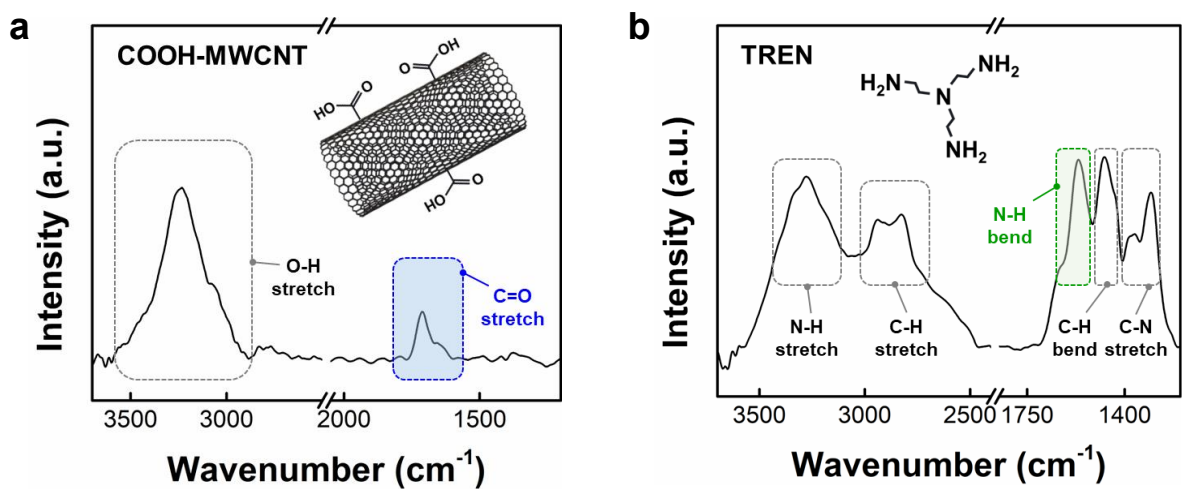 a
COOH-MWCNT
OH
O
O
HO
O
HO
O-H
stretch
C=O
stretch
Intensity (a.u.)
3500
3000
2000
1500
Wavenumber (cm⁻¹)
b
TREN
H₂N
NH₂
N
NH₂
N-H
bend
N-H
stretch
C-H
stretch
C-H
bend
C-N
stretch
Intensity (a.u.)
3500
3000
2500
1750
1400
Wavenumber (cm⁻¹)